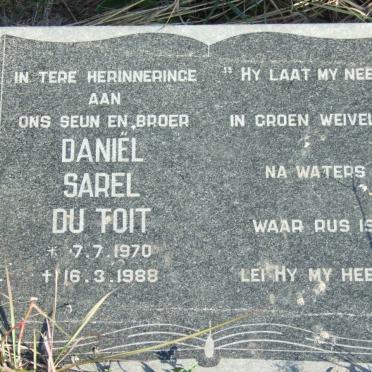 IN TERE HERINNERINGE
AAN
ONS SEUN EN BROER
DANIËL
SAREL
DU TOIT
* 7.7.1970
† 16.3.1988
" HY LAAT MY NEE
IN GROEN WEIVEL
NA WATERS
WAAR RUS IS
LEI HY MY HEE